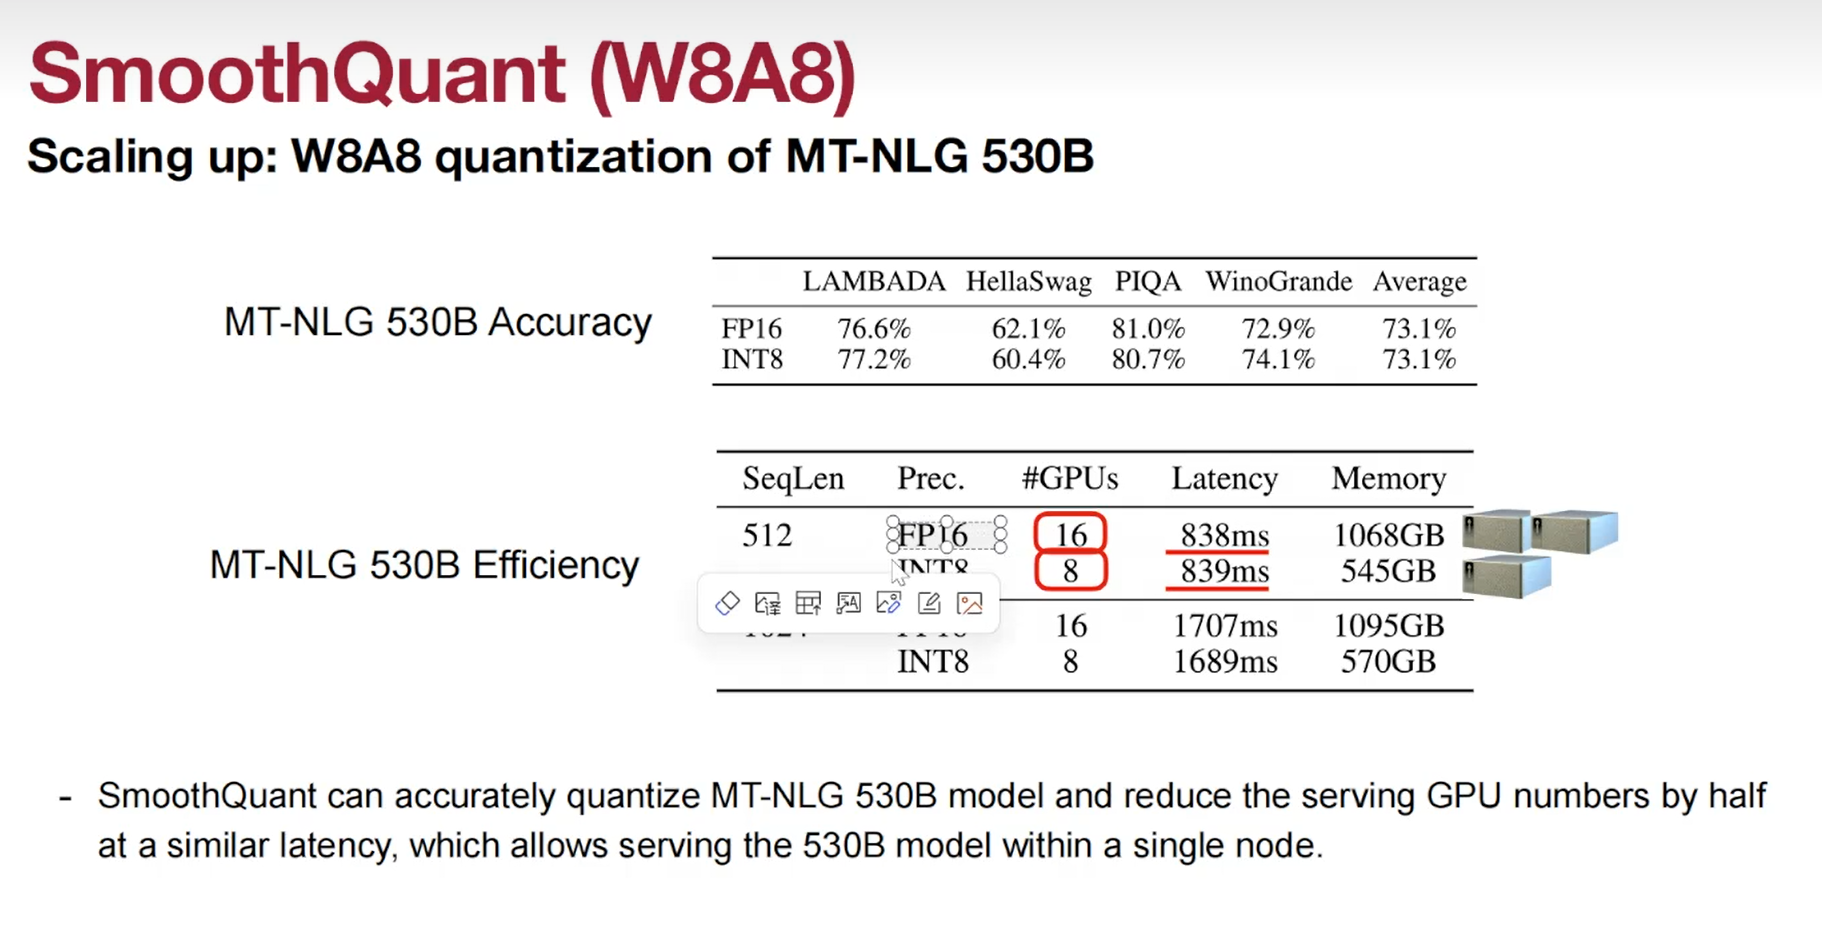 SmoothQuant (W8A8)
Scaling up: W8A8 quantization of MT-NLG 530B
LAMBADA HellaSwag PIQA WinoGrande Average
MT-NLG 530B Accuracy
FP16 76.6% 62.1% 81.0% 72.9% 73.1%
INT8 77.2% 60.4% 80.7% 74.1% 73.1%
SeqLen Prec. #GPUs Latency Memory
512 FP16 16 838ms 1068GB
MT-NLG 530B Efficiency
INT8 8 839ms 545GB
16 1707ms 1095GB
INT8 8 1689ms 570GB
- SmoothQuant can accurately quantize MT-NLG 530B model and reduce the serving GPU numbers by half
at a similar latency, which allows serving the 530B model within a single node.